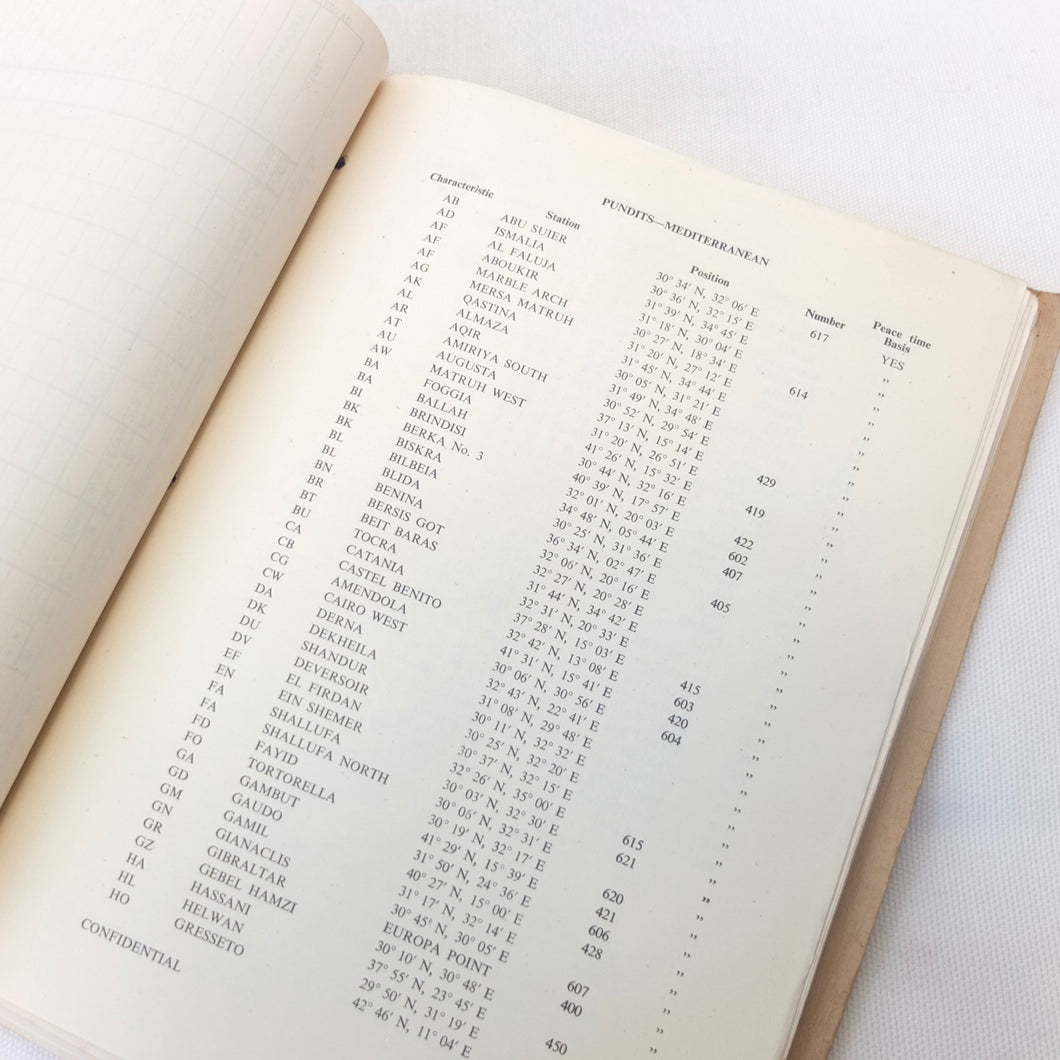 PUNDITS—MEDITERRANEAN
Characteristic Station Position Number Peace time Basis
AB ABU SUIER 30° 34′ N, 32° 06′ E 617 YES
AD ISMALIA 30° 36′ N, 32° 15′ E „
AF AL FALUJA 31° 39′ N, 34° 45′ E „
AF ABOUKIR 31° 18′ N, 30° 04′ E „
AF MARBLE ARCH 30° 27′ N, 18° 34′ E 614 „
AG MERSA MATRUH 31° 20′ N, 27° 12′ E „
AK QASTINA 31° 45′ N, 34° 44′ E „
AL ALMAZA 30° 05′ N, 31° 21′ E „
AR AQIR 31° 49′ N, 34° 48′ E „
AT AMIRIYA SOUTH 30° 52′ N, 29° 54′ E „
AU AUGUSTA 37° 13′ N, 15° 14′ E 429 „
AW MATRUH WEST 31° 20′ N, 26° 51′ E „
BA FOGGIA 41° 26′ N, 15° 32′ E 419 „
BA BALLAH 30° 44′ N, 32° 16′ E „
BI BRINDISI 40° 39′ N, 17° 57′ E 422 „
BK BERKA No. 3 32° 01′ N, 20° 03′ E 602 „
BK BISKRA 34° 48′ N, 05° 44′ E 407 „
BL BILBEIA 30° 25′ N, 31° 36′ E „
BL BLIDA 36° 34′ N, 02° 47′ E 405 „
BN BENINA 32° 06′ N, 20° 16′ E „
BR BERSIS GOT 32° 27′ N, 20° 28′ E „
BT BEIT BARAS 31° 44′ N, 34° 42′ E „
BU TOCRA 32° 31′ N, 20° 33′ E „
CA CATANIA 37° 28′ N, 15° 03′ E 415 „
CB CASTEL BENITO 32° 42′ N, 13° 08′ E 603 „
CG AMENDOLA 41° 31′ N, 15° 41′ E 420 „
CW CAIRO WEST 30° 06′ N, 30° 56′ E 604 „
DA DERNA 32° 43′ N, 22° 41′ E „
DK DEKHEILA 31° 08′ N, 29° 48′ E „
DU SHANDUR 30° 11′ N, 32° 32′ E „
DV DEVERSOIR 30° 25′ N, 32° 20′ E „
EF EL FIRDAN 30° 37′ N, 32° 15′ E „
EN EIN SHEMER 32° 26′ N, 35° 00′ E 615 „
FA SHALLUFA 30° 03′ N, 32° 30′ E 621 „
FA SHALLUFA NORTH 30° 06′ N, 32° 31′ E „
FD FAYID 30° 19′ N, 32° 17′ E 620 „
FO TORTORELLA 41° 29′ N, 15° 39′ E 421 „
GA GAMBUT 31° 50′ N, 24° 36′ E 606 „
GD GAUDO 40° 27′ N, 15° 00′ E 428 „
GM GAMIL 31° 17′ N, 32° 14′ E „
GN GIANACLIS 30° 45′ N, 30° 05′ E 607 „
GR GIBRALTAR EUROPA POINT 400 „
GZ GEBEL HAMZI 30° 10′ N, 30° 48′ E „
HA HASSANI 37° 55′ N, 23° 45′ E 450 „
HL HELWAN 29° 50′ N, 31° 19′ E „
HO GRESSETO 42° 46′ N, 11° 04′ E
CONFIDENTIAL